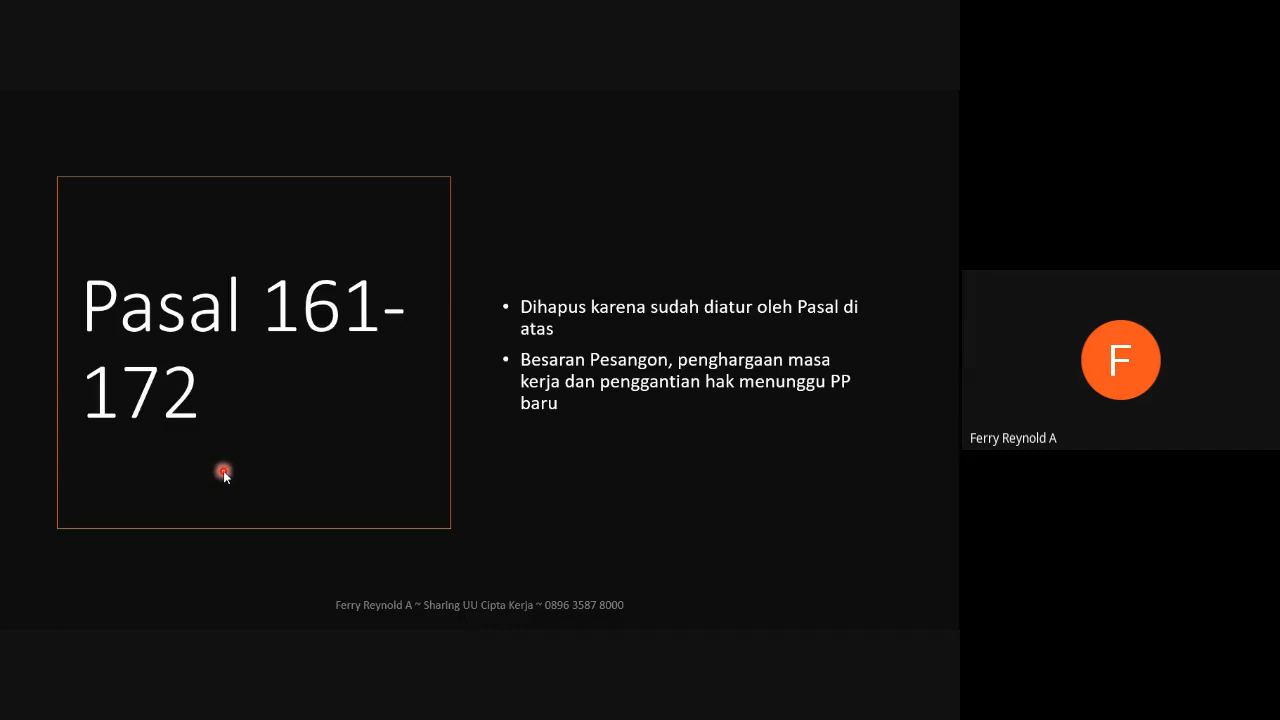 Pasal 161-
172
• Dihapus karena sudah diatur oleh Pasal di
atas
• Besaran Pesangon, penghargaan masa
kerja dan penggantian hak menunggu PP
baru
Ferry Reynold A ~ Sharing UU Cipta Kerja ~ 0896 3587 8000
F
Ferry Reynold A